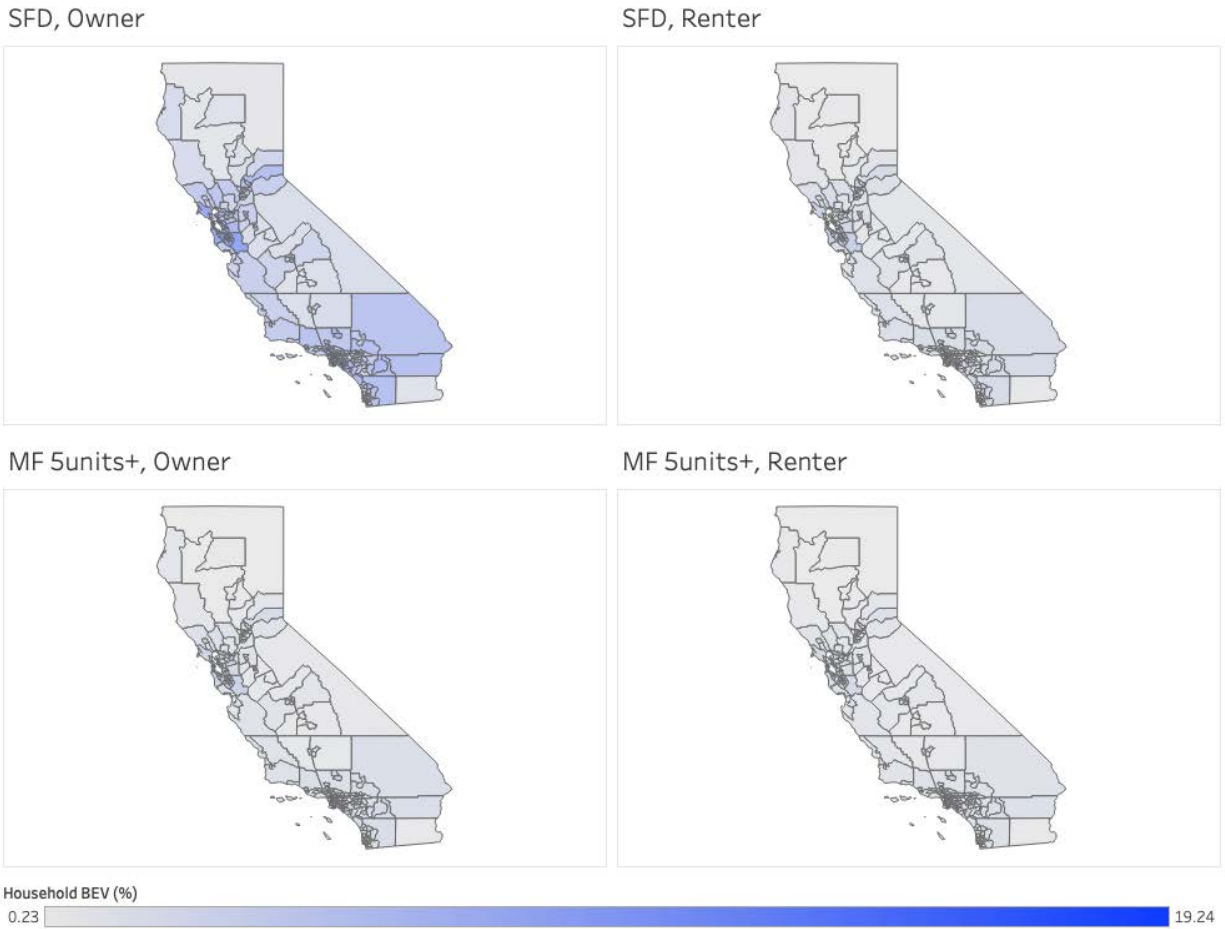 SFD, Owner
SFD, Renter
MF 5units+, Owner
MF 5units+, Renter
Household BEV (%)
0.23
19.24